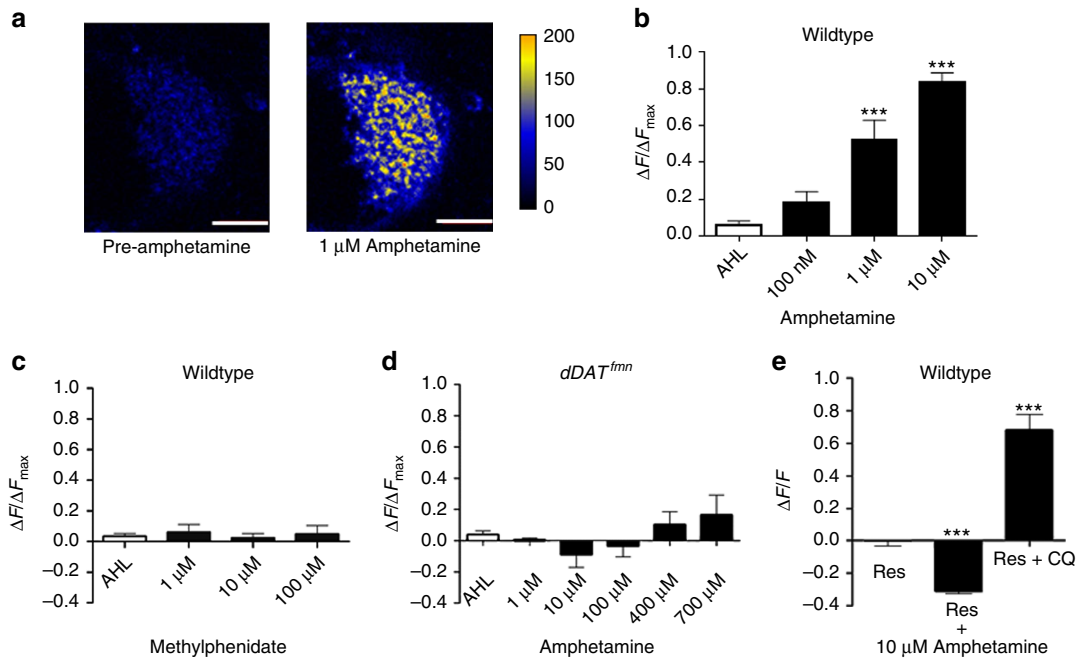 a
200
150
100
50
0
Pre-amphetamine
1 μM Amphetamine
b
Wildtype
ΔF/ΔFmax
1.0
0.8
0.6
0.4
0.2
0.0
***
***
AHL
100 nM
1 μM
10 μM
Amphetamine
c
Wildtype
ΔF/ΔFmax
1.0
0.8
0.6
0.4
0.2
0.0
−0.2
−0.4
AHL
1 μM
10 μM
100 μM
Methylphenidate
d
dDATfmn
ΔF/ΔFmax
1.0
0.8
0.6
0.4
0.2
0.0
−0.2
−0.4
AHL
1 μM
10 μM
100 μM
400 μM
700 μM
Amphetamine
e
Wildtype
ΔF/F
1.0
0.8
0.6
0.4
0.2
0.0
−0.2
−0.4
***
***
Res
Res + CQ
Res
+
10 μM Amphetamine